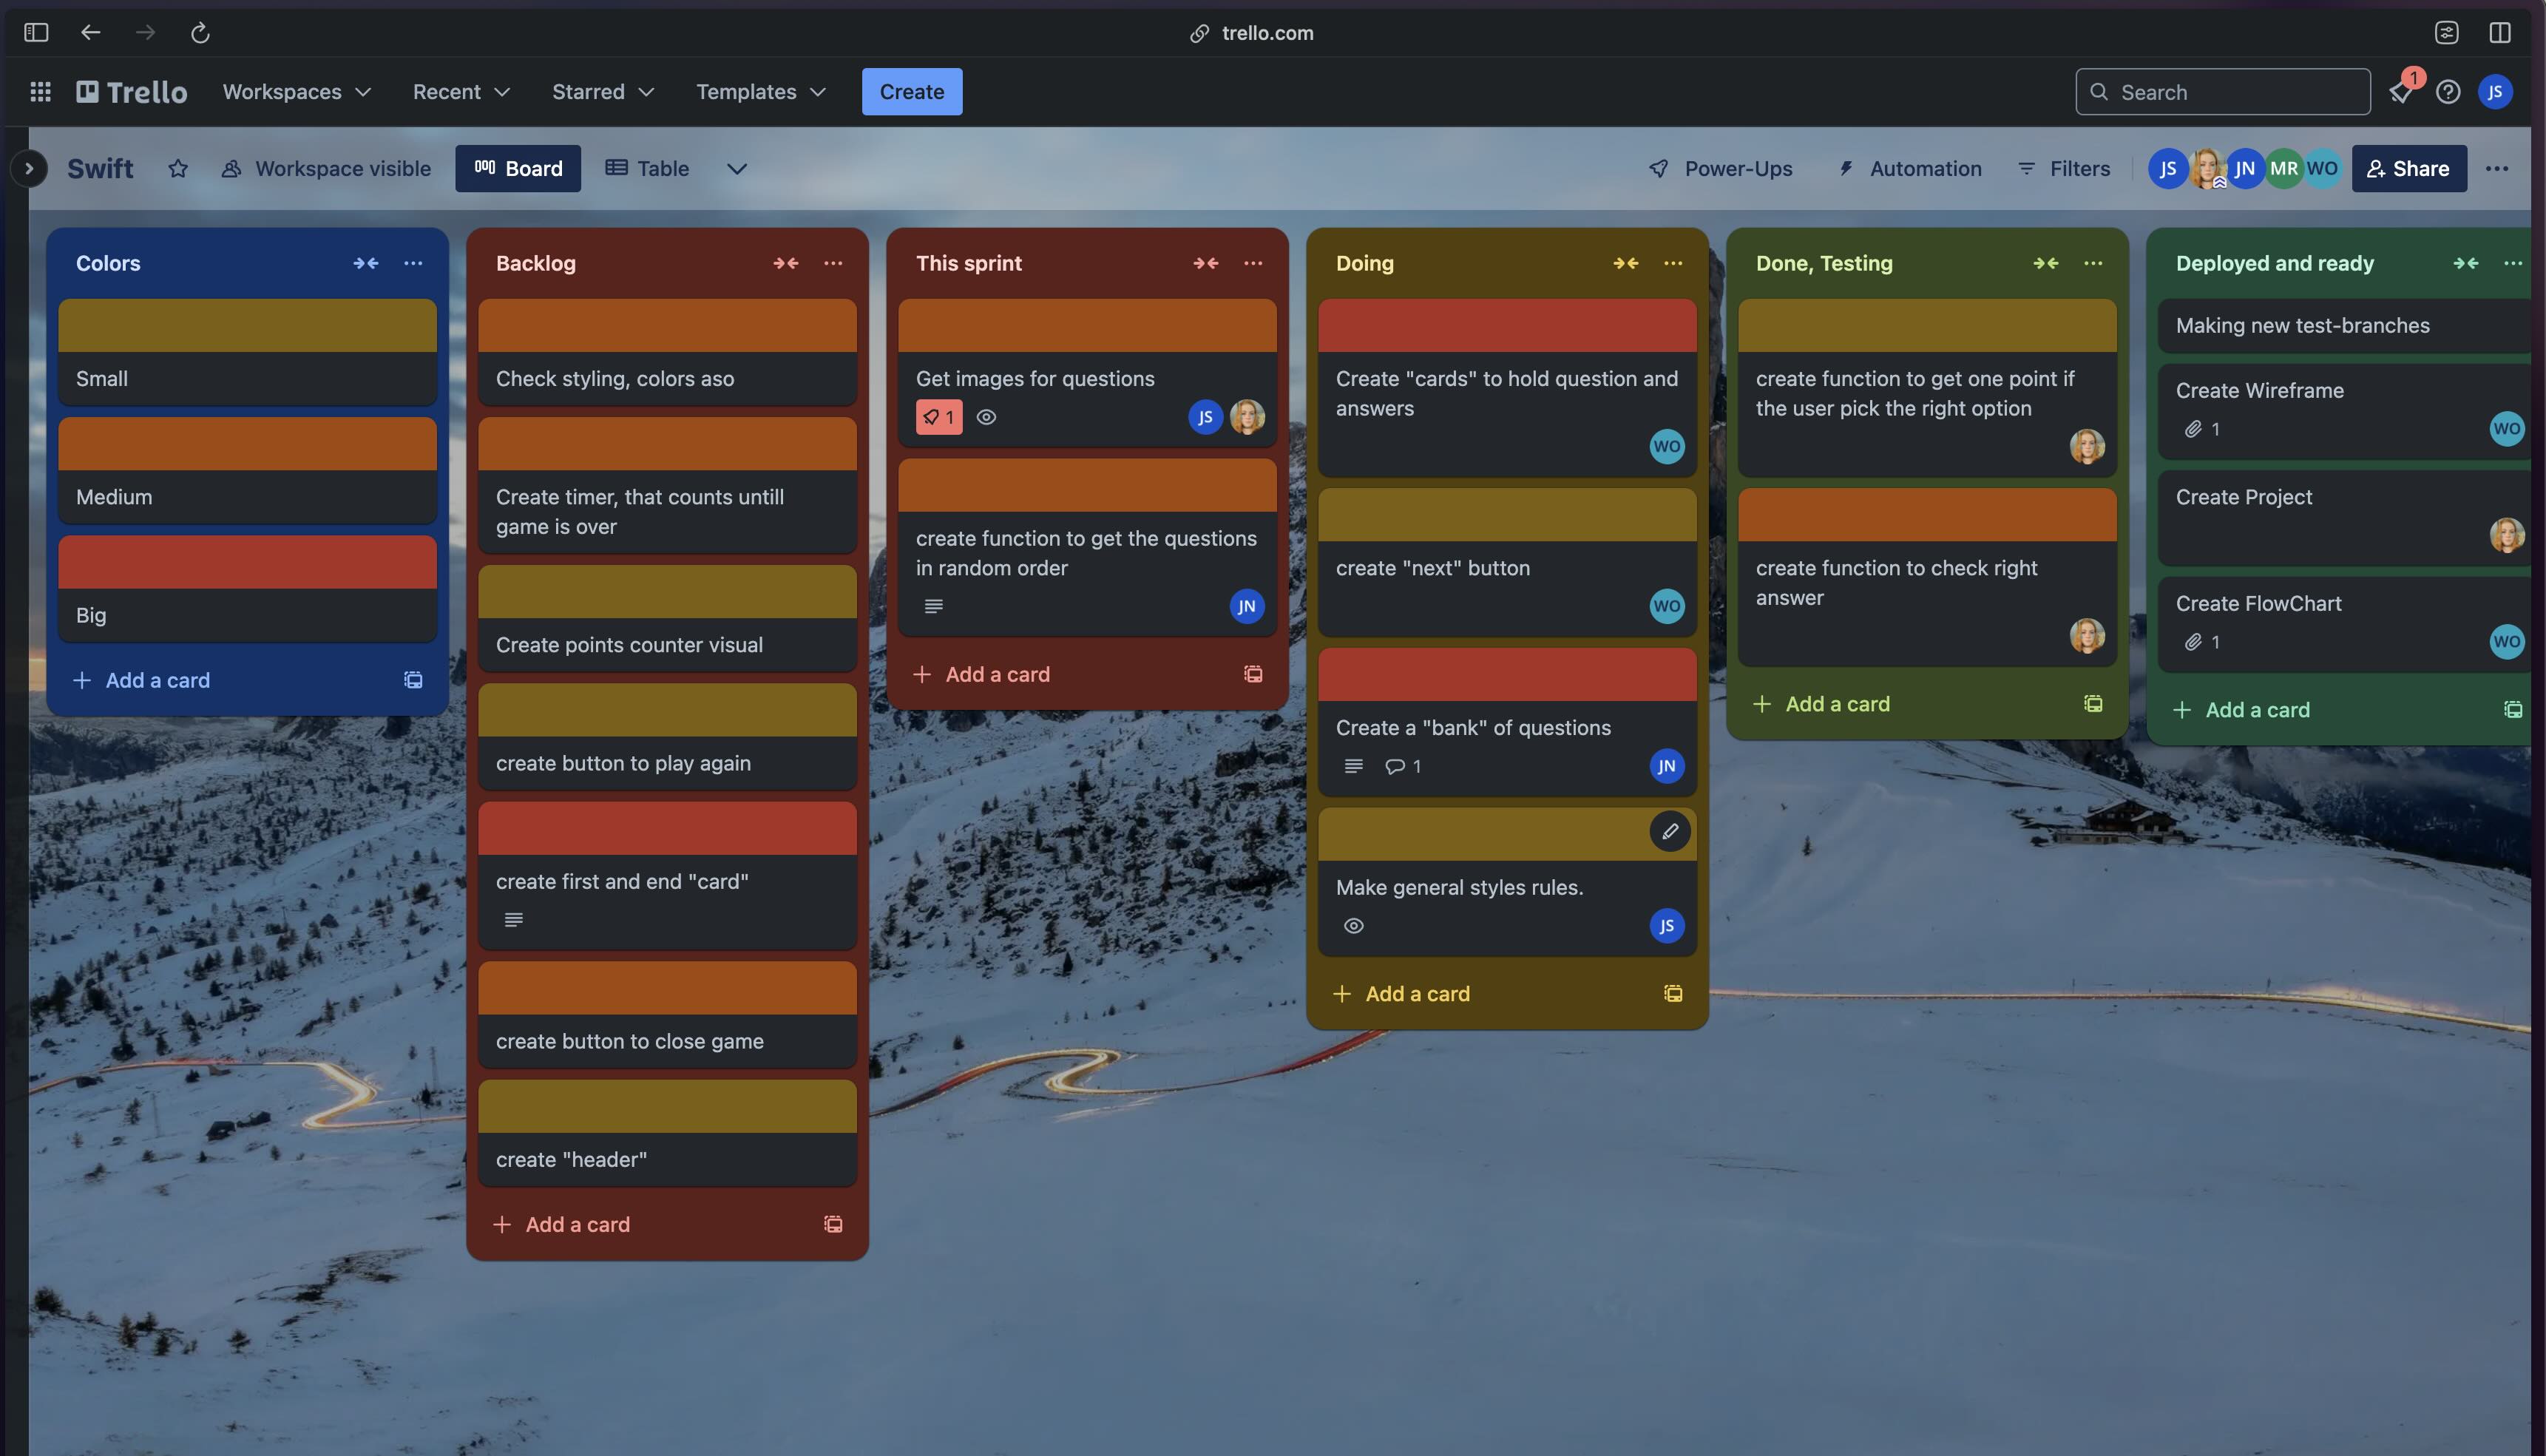 trello.com
Trello
Workspaces
Recent
Starred
Templates
Create
Search
1
JS
Swift
Workspace visible
Board
Table
Power-Ups
Automation
Filters
JS
JN
MR
WO
Share
Colors
Small
Medium
Big
Add a card
Backlog
Check styling, colors aso
Create timer, that counts untill
game is over
Create points counter visual
create button to play again
create first and end "card"
create button to close game
create "header"
Add a card
This sprint
Get images for questions
1
JS
create function to get the questions
in random order
JN
Add a card
Doing
Create "cards" to hold question and
answers
WO
create "next" button
WO
Create a "bank" of questions
1
JN
Make general styles rules.
JS
Add a card
Done, Testing
create function to get one point if
the user pick the right option
create function to check right
answer
Add a card
Deployed and ready
Making new test-branches
Create Wireframe
1
WO
Create Project
Create FlowChart
1
WO
Add a card